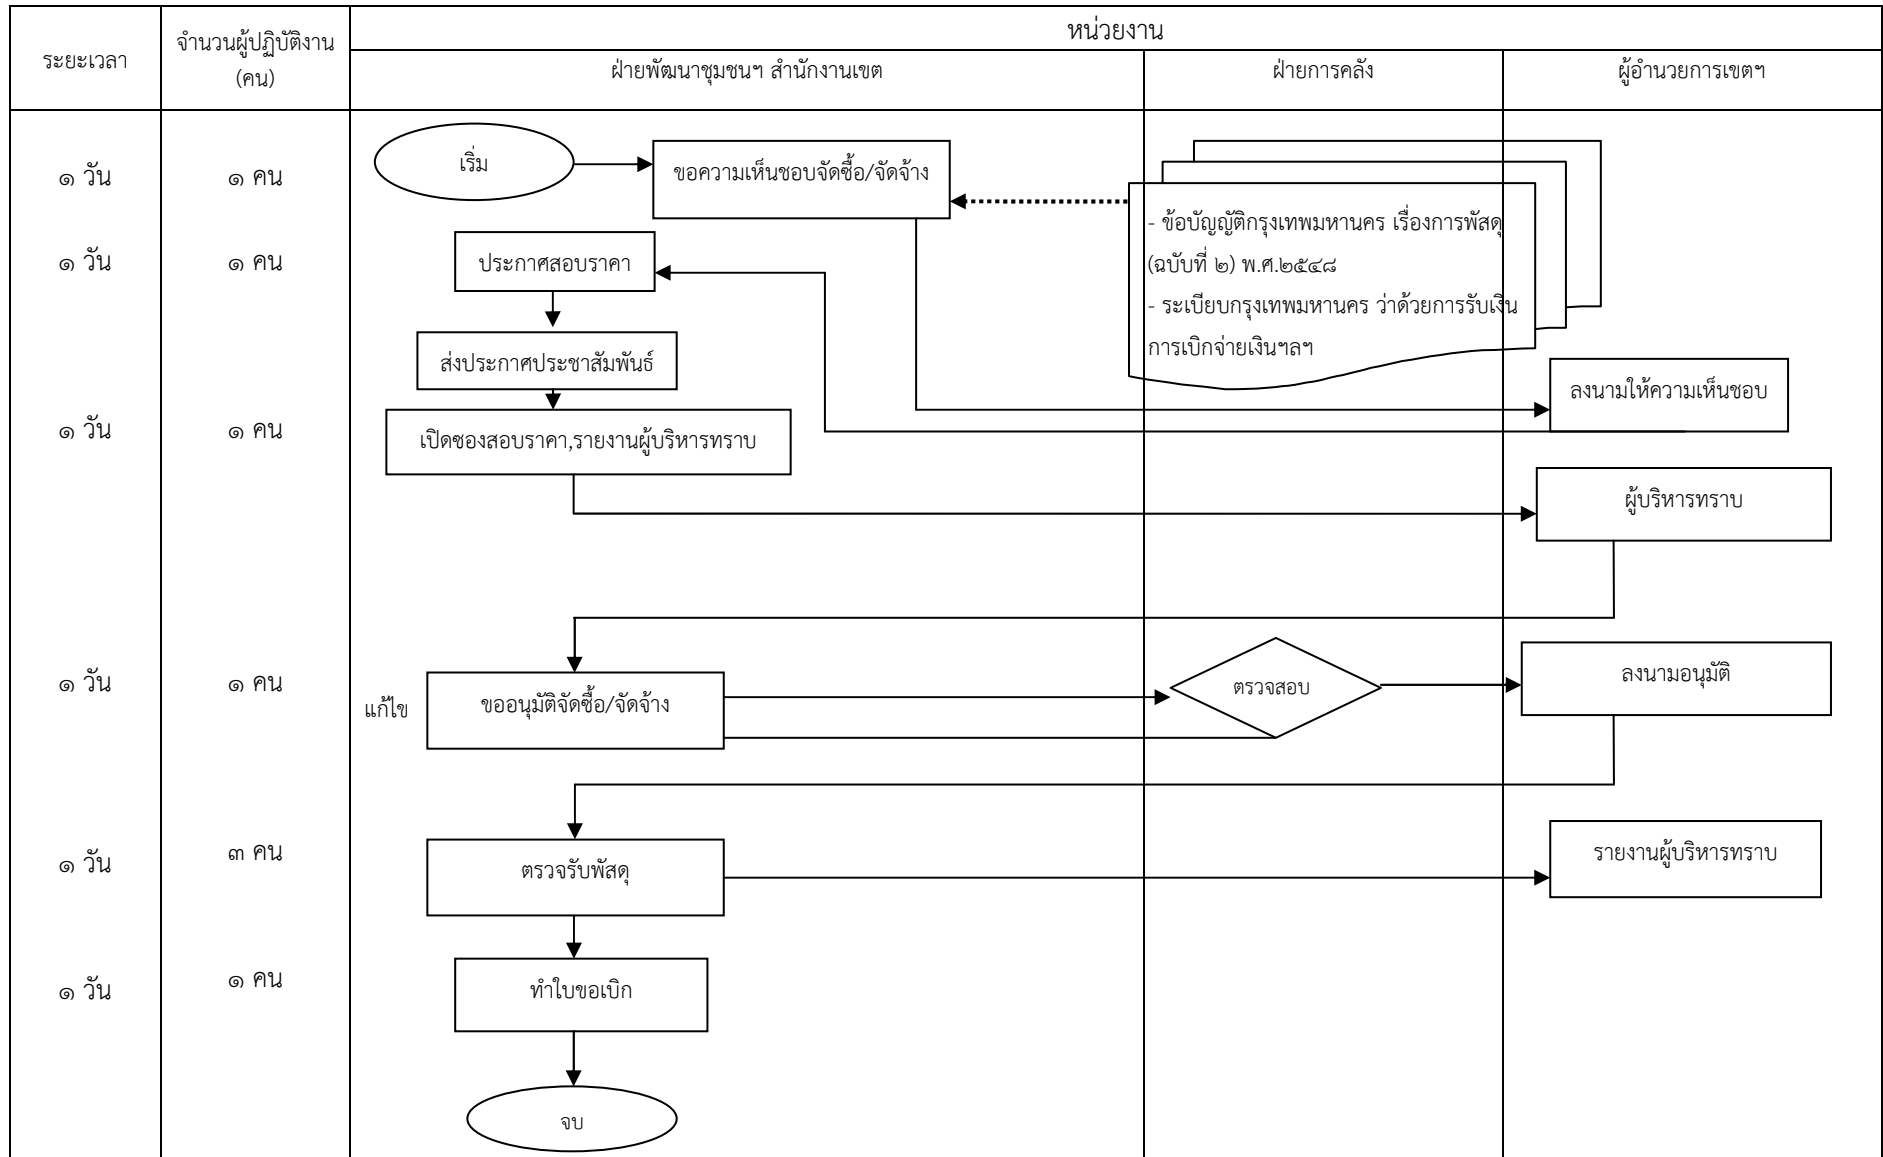 ระยะเวลา
จำนวนผู้ปฏิบัติงาน
(คน)
หน่วยงาน
ฝ่ายพัฒนาชุมชนฯ สำนักงานเขต
ฝ่ายการคลัง
ผู้อำนวยการเขตฯ
๑ วัน
๑ คน
เริ่ม
ขอความเห็นชอบจัดซื้อ/จัดจ้าง
- ข้อบัญญัติกรุงเทพมหานคร เรื่องการพัสดุ
(ฉบับที่ ๒) พ.ศ.๒๕๔๘
- ระเบียบกรุงเทพมหานคร ว่าด้วยการรับเงิน
การเบิกจ่ายเงินฯลฯ
๑ วัน
๑ คน
ประกาศสอบราคา
ส่งประกาศประชาสัมพันธ์
ลงนามให้ความเห็นชอบ
๑ วัน
๑ คน
เปิดซองสอบราคา,รายงานผู้บริหารทราบ
ผู้บริหารทราบ
๑ วัน
๑ คน
แก้ไข
ขออนุมัติจัดซื้อ/จัดจ้าง
ตรวจสอบ
ลงนามอนุมัติ
๑ วัน
๓ คน
ตรวจรับพัสดุ
รายงานผู้บริหารทราบ
๑ วัน
๑ คน
ทำใบขอเบิก
จบ